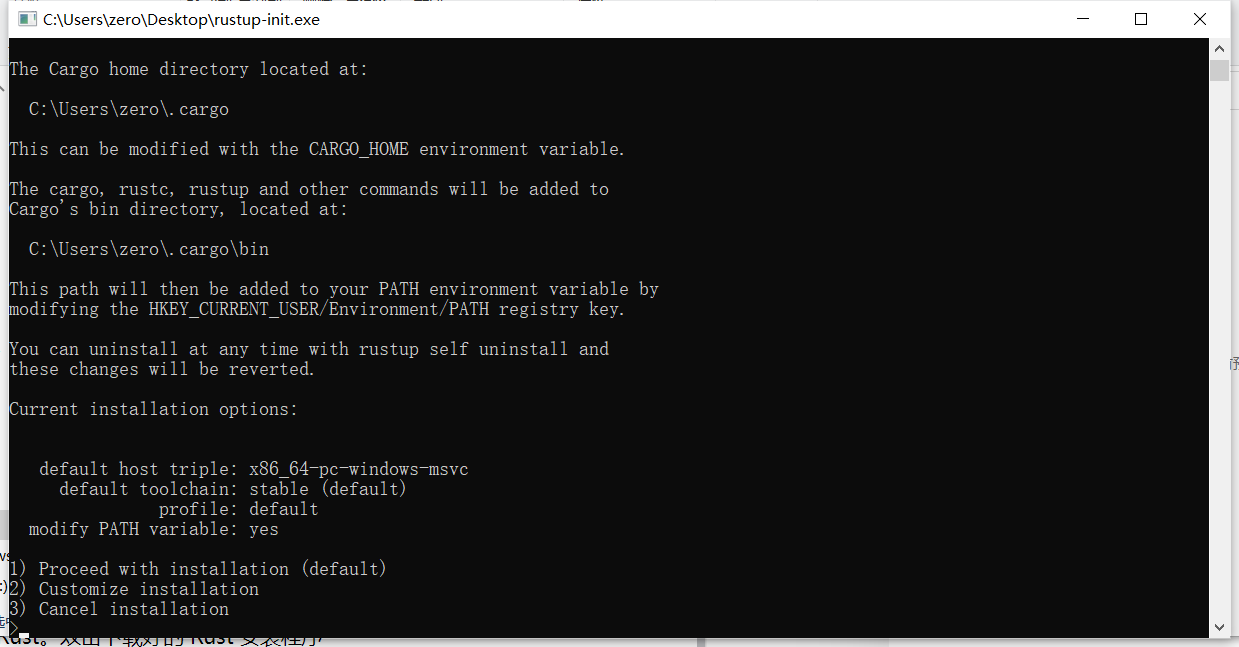 C:\Users\zero\Desktop\rustup-init.exe
The Cargo home directory located at:
C:\Users\zero\.cargo
This can be modified with the CARGO_HOME environment variable.
The cargo, rustc, rustup and other commands will be added to
Cargo's bin directory, located at:
C:\Users\zero\.cargo\bin
This path will then be added to your PATH environment variable by
modifying the HKEY_CURRENT_USER/Environment/PATH registry key.
You can uninstall at any time with rustup self uninstall and
these changes will be reverted.
Current installation options:
default host triple: x86_64-pc-windows-msvc
default toolchain: stable (default)
profile: default
modify PATH variable: yes
1) Proceed with installation (default)
2) Customize installation
3) Cancel installation
>
Rust。双击下载好的 Rust 安装程序